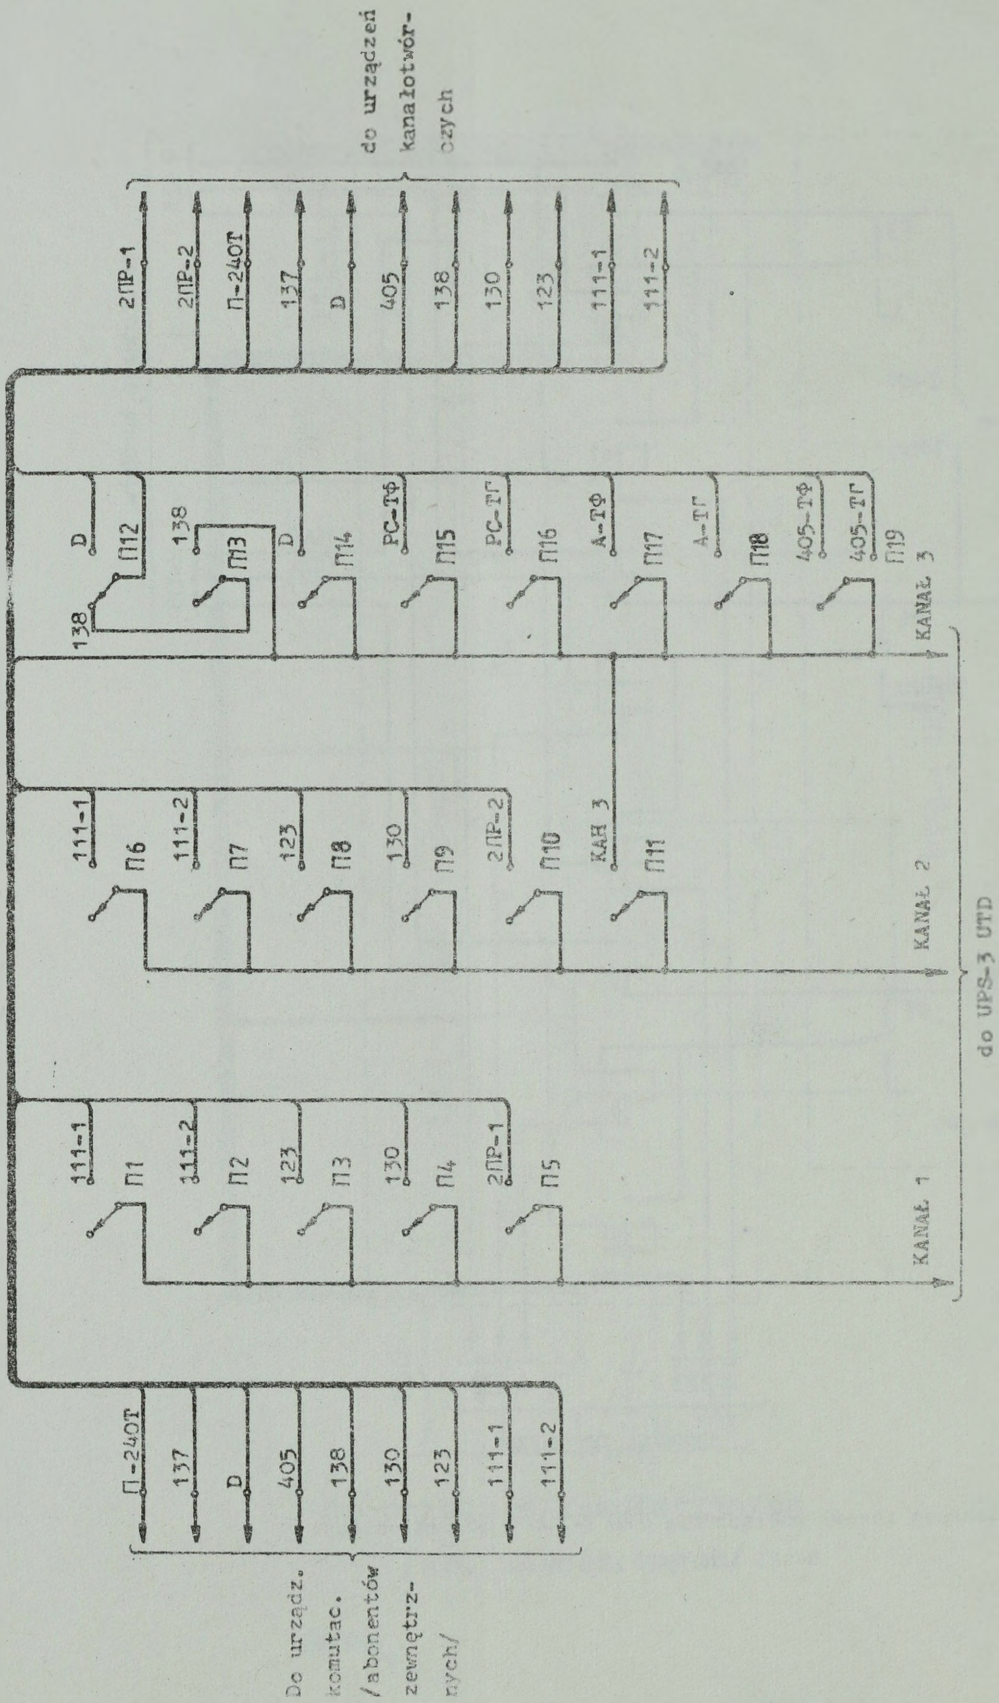 do urządzeń
kanałotwór-
czych
2ПР-1
2ПР-2
П-240Т
137
D
405
138
130
123
111-1
111-2
138
D
П12
138
П13
D
П14
РС-ТФ
П15
РС-ТГ
П16
А-ТФ
П17
А-ТГ
П18
405-ТФ
405-ТГ
П19
KANAŁ 3
111-1
П6
111-2
П7
123
П8
130
П9
2ПР-2
П10
КАН 3
П11
KANAŁ 2
111-1
П1
111-2
П2
123
П3
130
П4
2ПР-1
П5
KANAŁ 1
do UPS-3 UTD
П-240Т
137
D
405
138
130
123
111-1
111-2
Do urządz.
komutac.
/abonentów
zewnętrz-
nych/